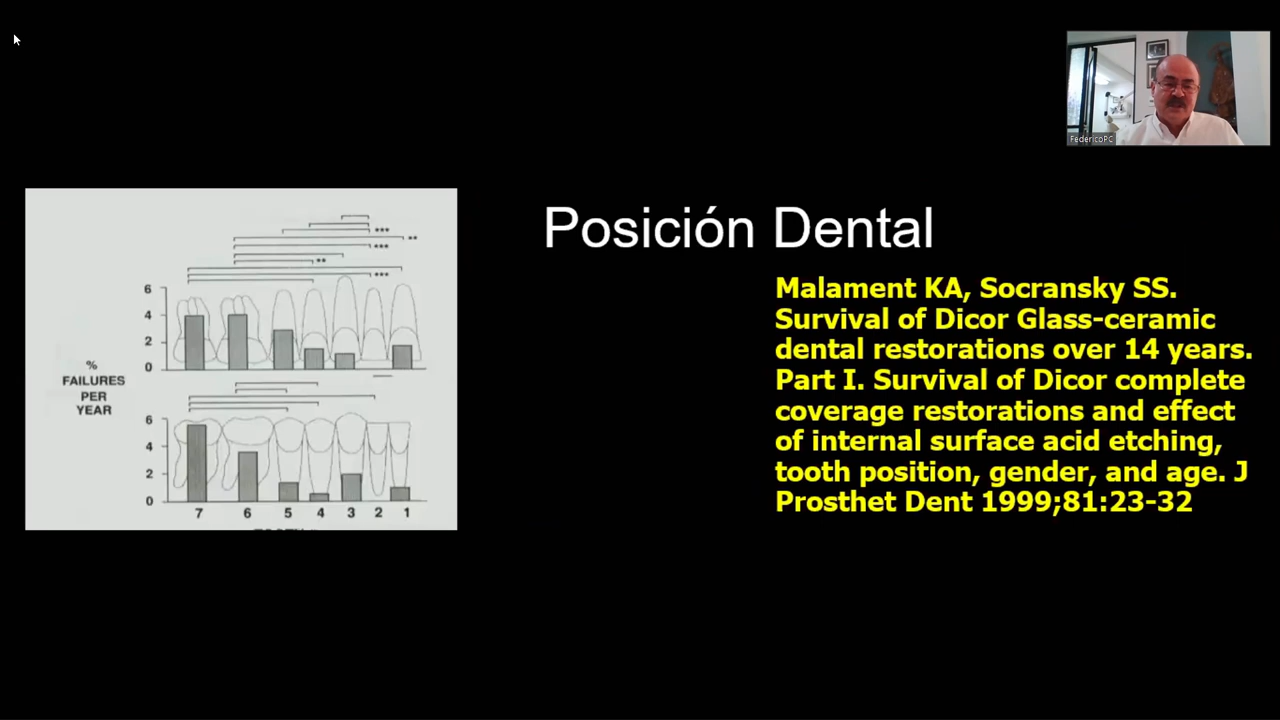 FedericoPC
Posición Dental
Malament KA, Socransky SS.
Survival of Dicor Glass-ceramic
dental restorations over 14 years.
Part I. Survival of Dicor complete
coverage restorations and effect
of internal surface acid etching,
tooth position, gender, and age. J
Prosthet Dent 1999;81:23-32
***
**
***
**
***
6
4
2
0
%
FAILURES
PER
YEAR
6
4
2
0
7 6 5 4 3 2 1